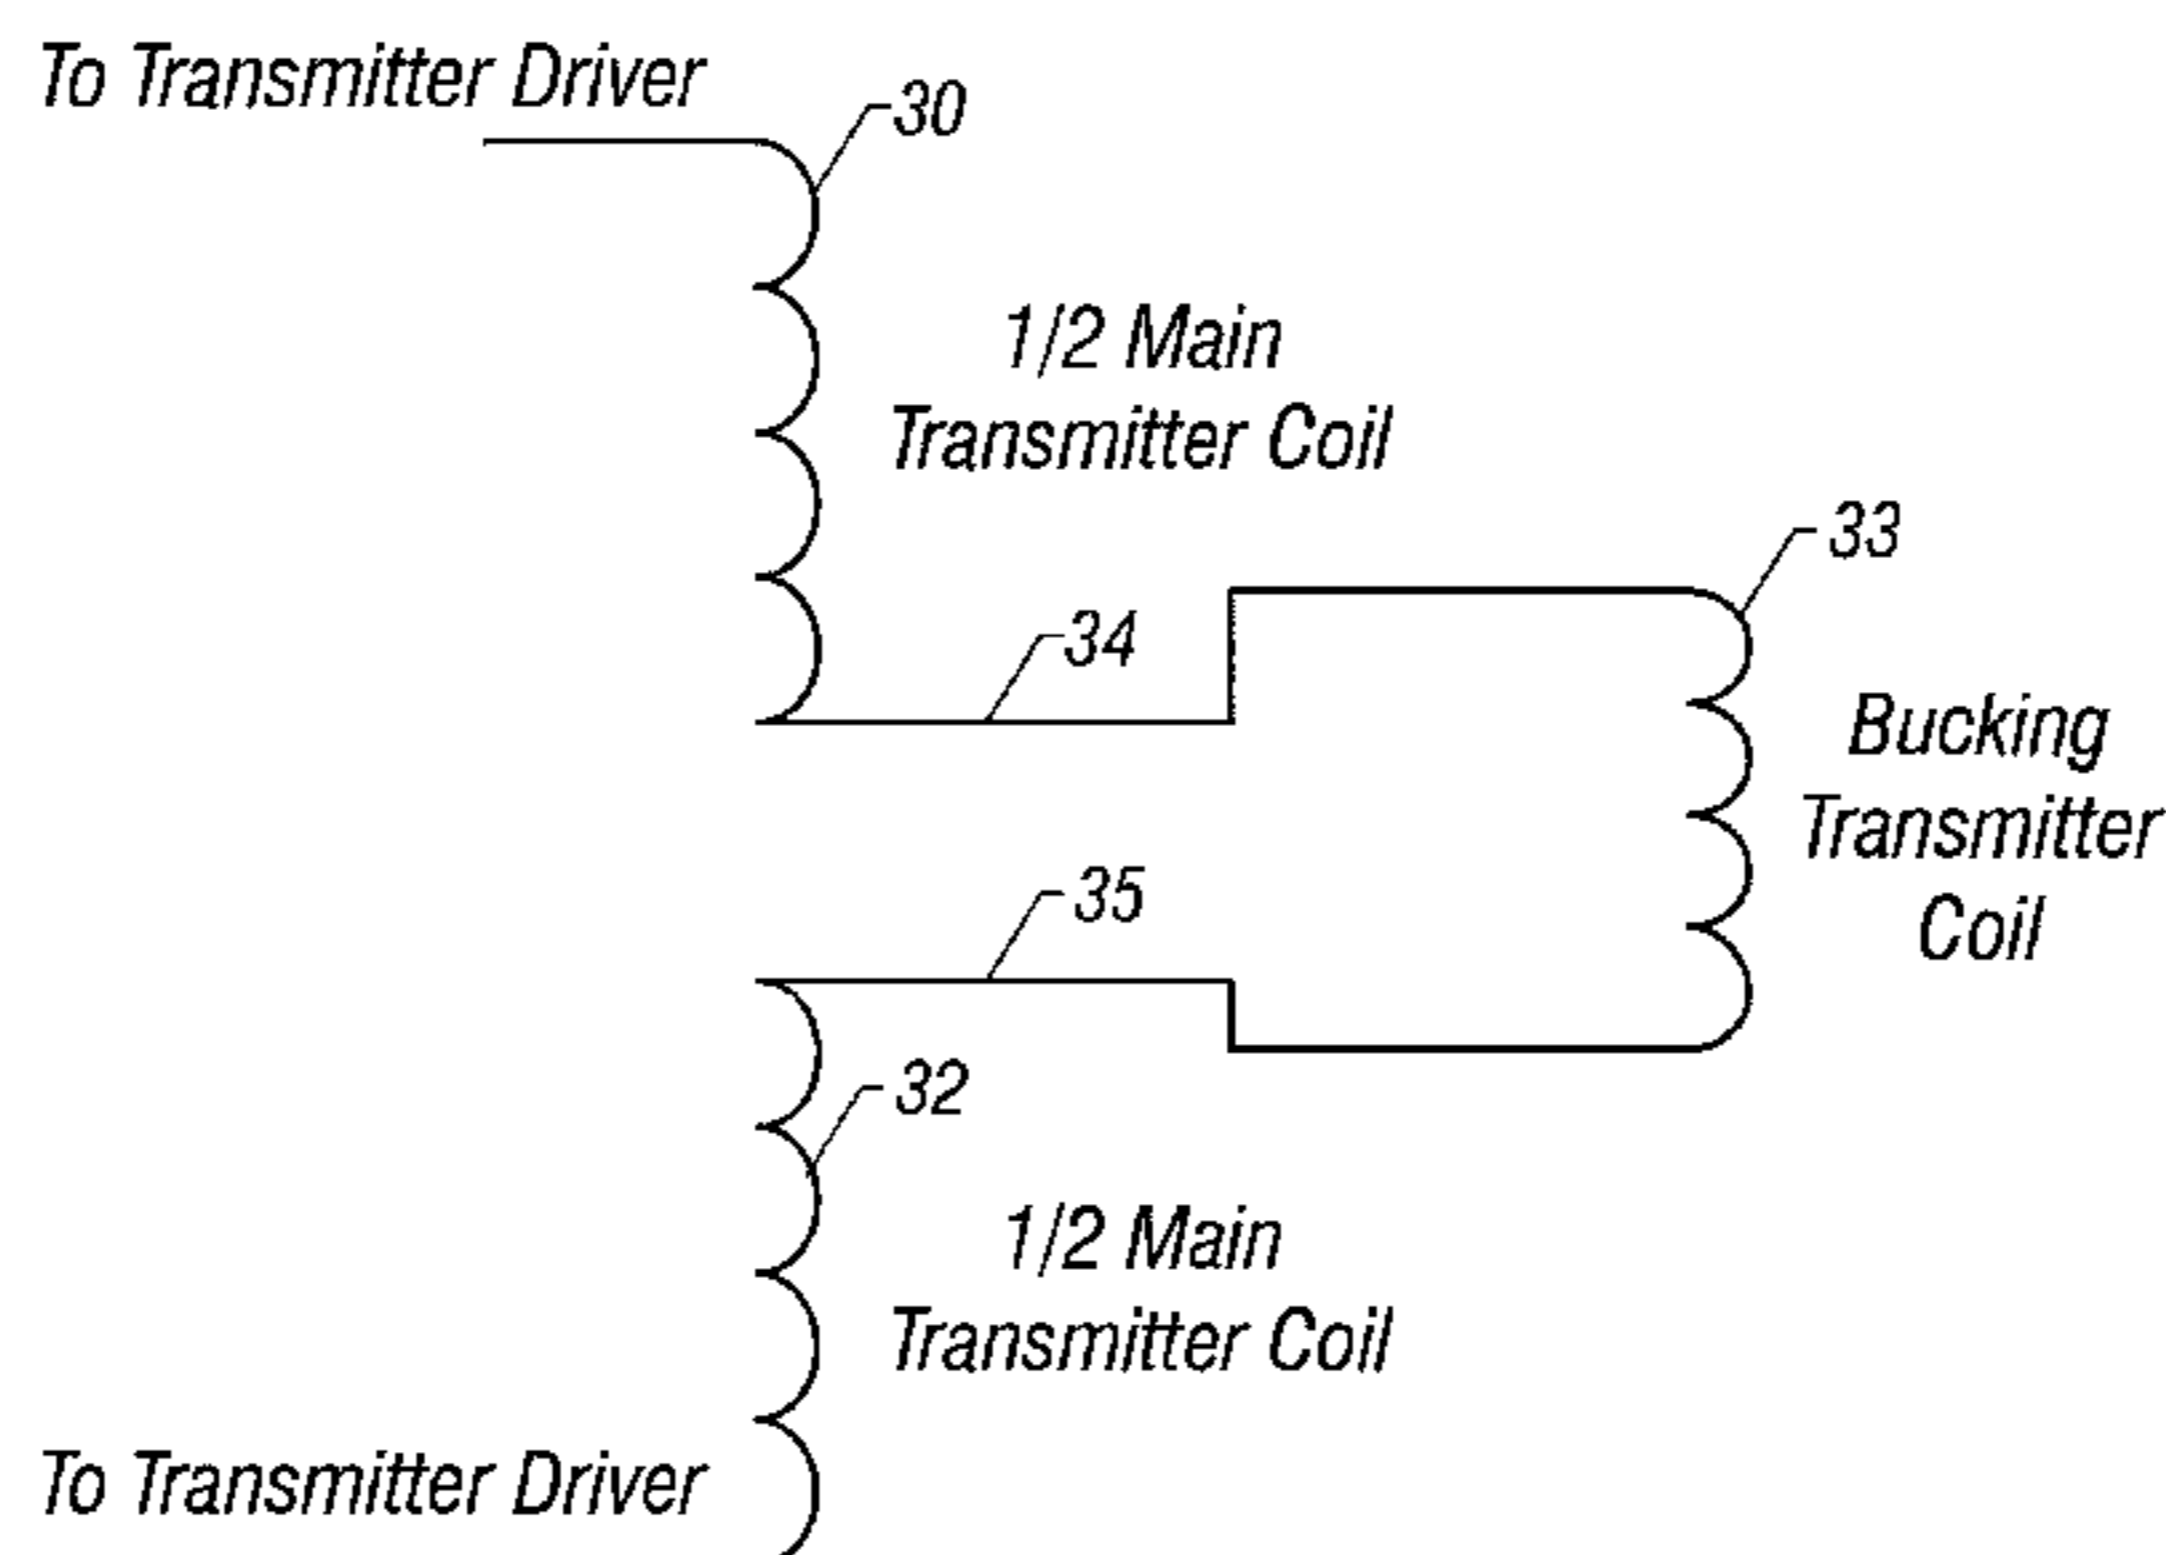 To Transmitter Driver
30
1/2 Main
Transmitter Coil
33
34
Bucking
Transmitter
Coil
35
32
1/2 Main
Transmitter Coil
To Transmitter Driver